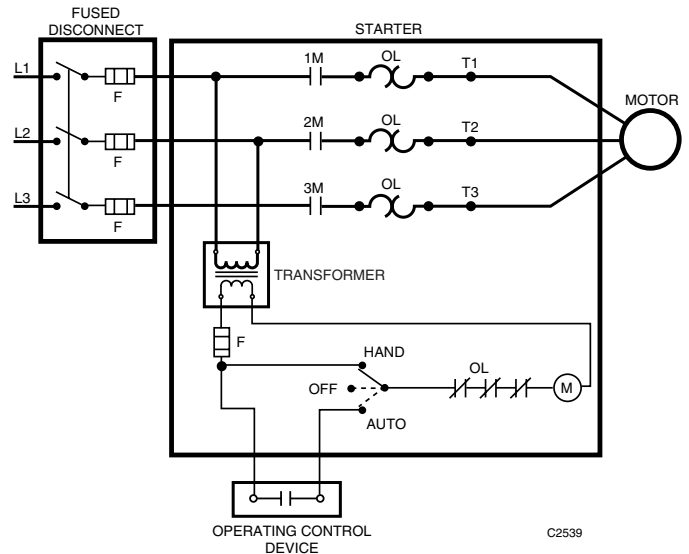 FUSED
DISCONNECT
STARTER
L1
F
1M
OL
T1
MOTOR
L2
F
2M
OL
T2
L3
F
3M
OL
T3
TRANSFORMER
F
HAND
OFF
AUTO
OL
M
OPERATING CONTROL
DEVICE
C2539